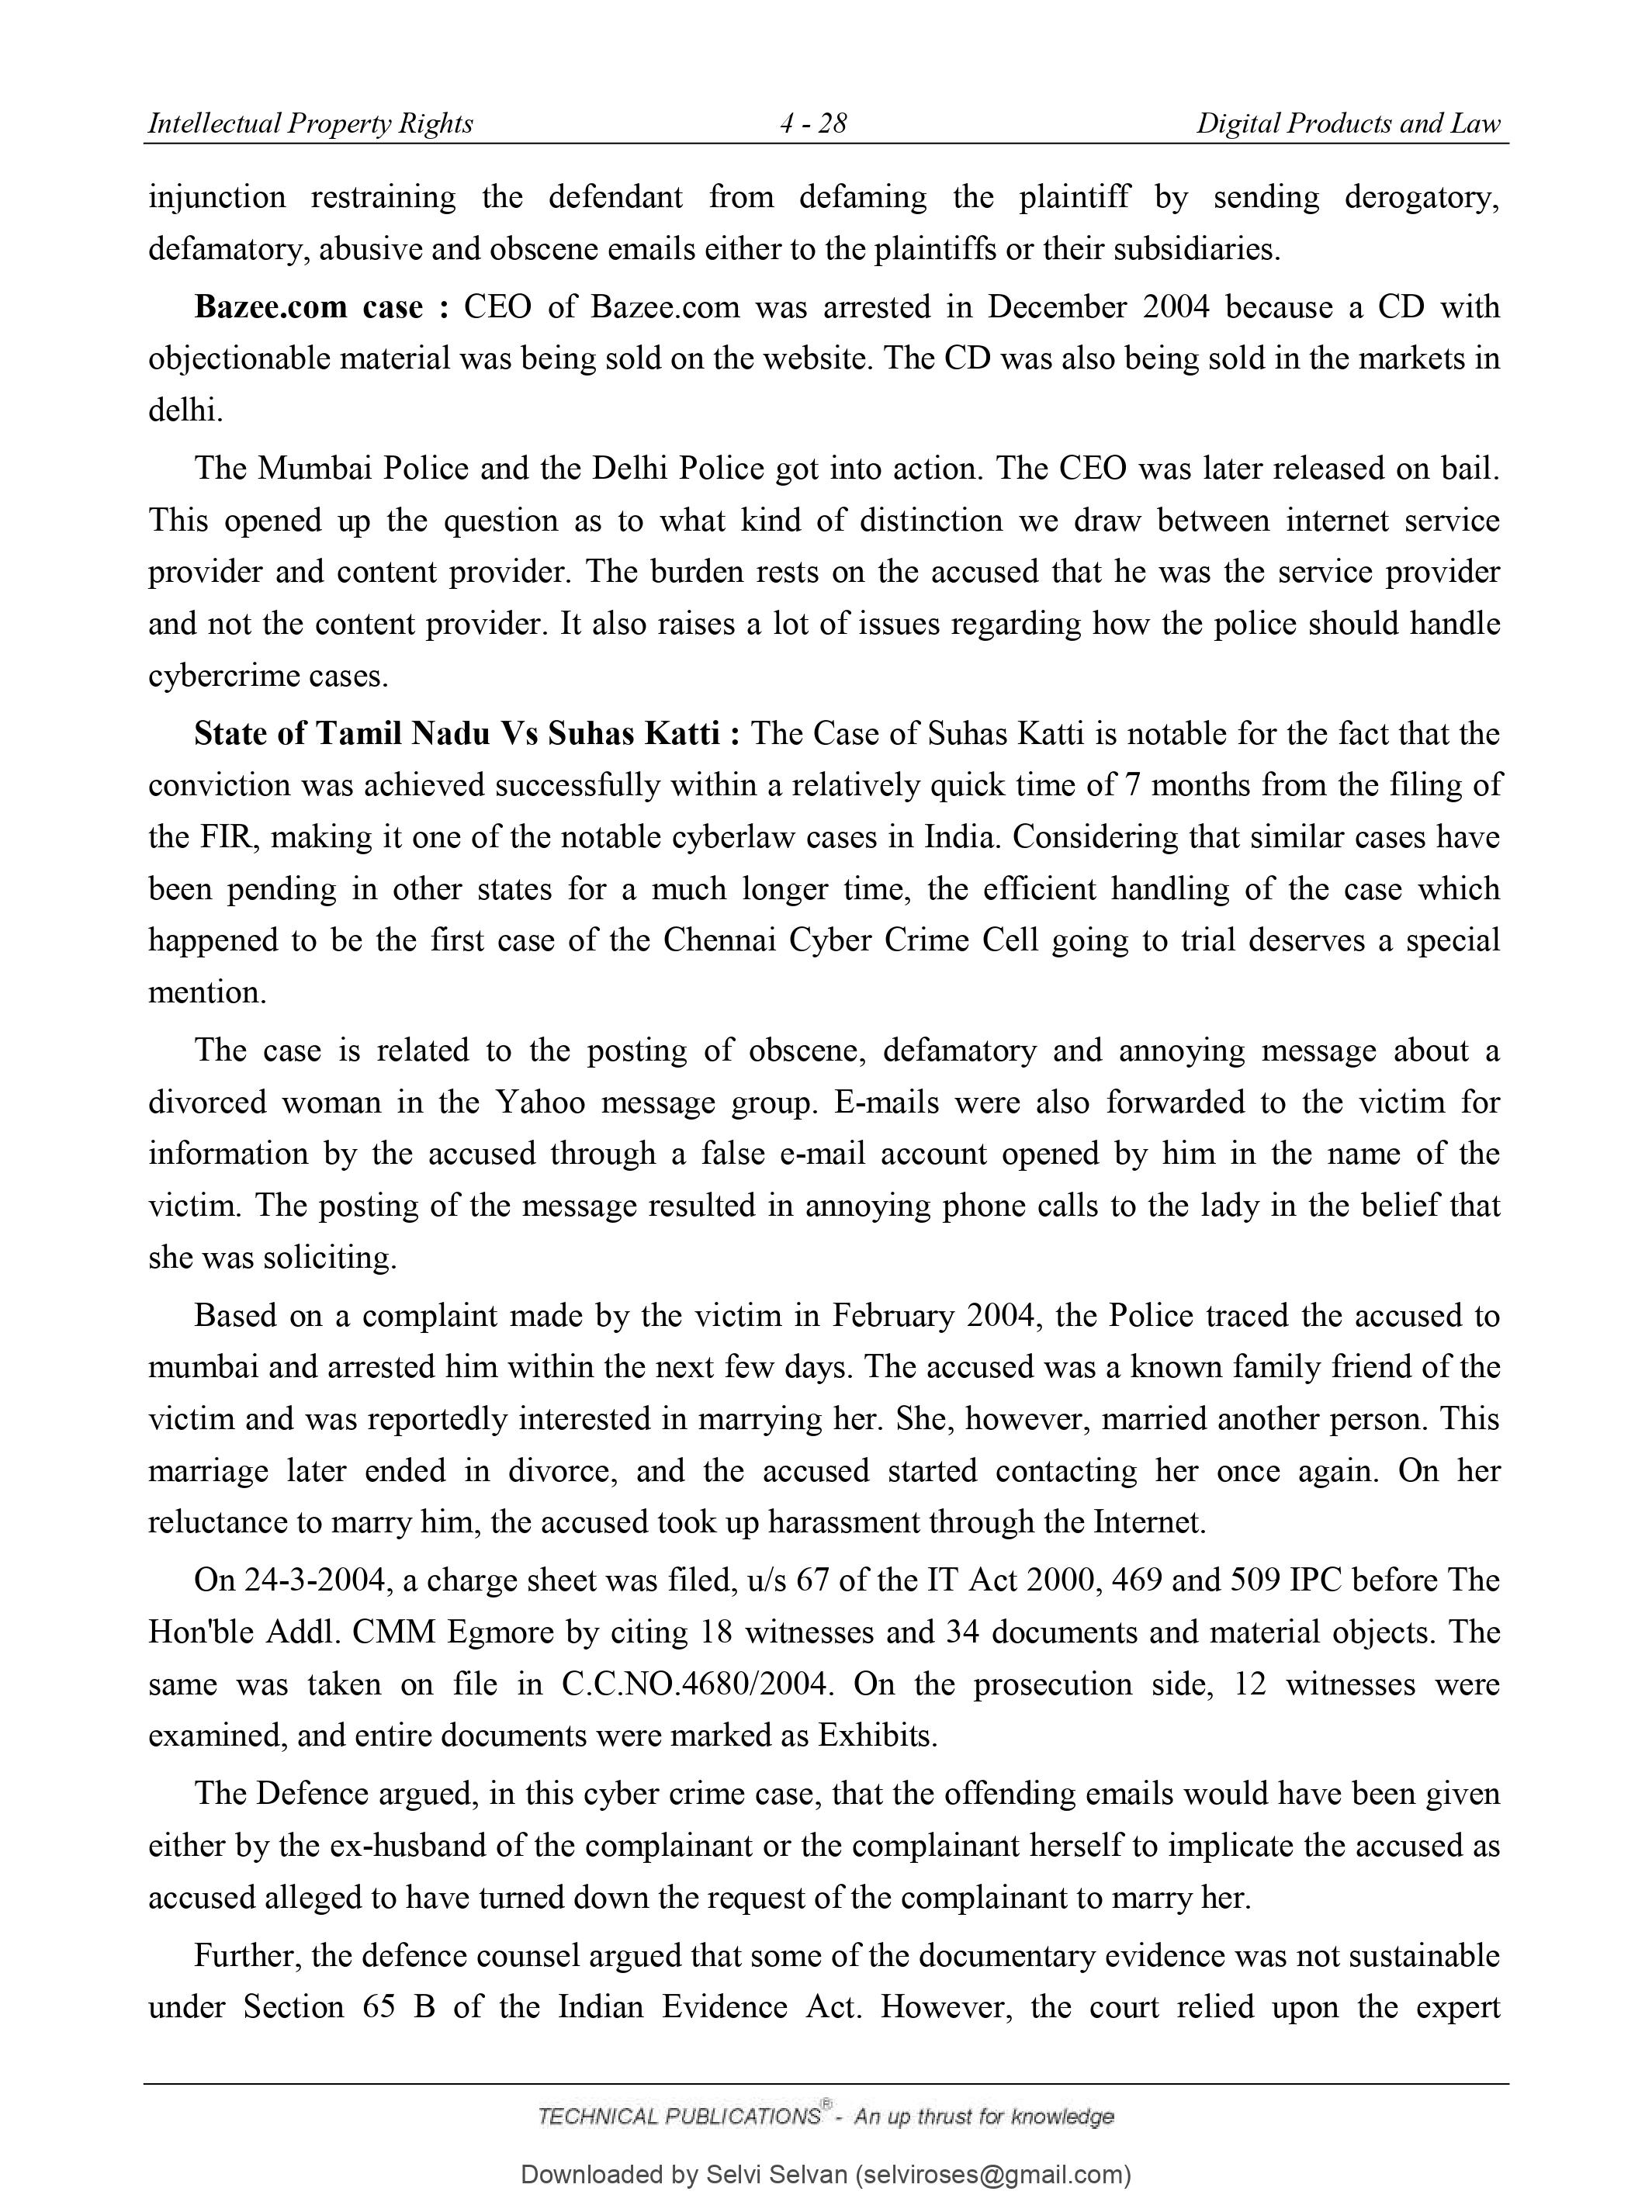 Intellectual Property Rights 4 - 28 Digital Products and Law
injunction restraining the defendant from defaming the plaintiff by sending derogatory,
defamatory, abusive and obscene emails either to the plaintiffs or their subsidiaries.
Bazee.com case : CEO of Bazee.com was arrested in December 2004 because a CD with
objectionable material was being sold on the website. The CD was also being sold in the markets in
delhi.
The Mumbai Police and the Delhi Police got into action. The CEO was later released on bail.
This opened up the question as to what kind of distinction we draw between internet service
provider and content provider. The burden rests on the accused that he was the service provider
and not the content provider. It also raises a lot of issues regarding how the police should handle
cybercrime cases.
State of Tamil Nadu Vs Suhas Katti : The Case of Suhas Katti is notable for the fact that the
conviction was achieved successfully within a relatively quick time of 7 months from the filing of
the FIR, making it one of the notable cyberlaw cases in India. Considering that similar cases have
been pending in other states for a much longer time, the efficient handling of the case which
happened to be the first case of the Chennai Cyber Crime Cell going to trial deserves a special
mention.
The case is related to the posting of obscene, defamatory and annoying message about a
divorced woman in the Yahoo message group. E-mails were also forwarded to the victim for
information by the accused through a false e-mail account opened by him in the name of the
victim. The posting of the message resulted in annoying phone calls to the lady in the belief that
she was soliciting.
Based on a complaint made by the victim in February 2004, the Police traced the accused to
mumbai and arrested him within the next few days. The accused was a known family friend of the
victim and was reportedly interested in marrying her. She, however, married another person. This
marriage later ended in divorce, and the accused started contacting her once again. On her
reluctance to marry him, the accused took up harassment through the Internet.
On 24-3-2004, a charge sheet was filed, u/s 67 of the IT Act 2000, 469 and 509 IPC before The
Hon'ble Addl. CMM Egmore by citing 18 witnesses and 34 documents and material objects. The
same was taken on file in C.C.NO.4680/2004. On the prosecution side, 12 witnesses were
examined, and entire documents were marked as Exhibits.
The Defence argued, in this cyber crime case, that the offending emails would have been given
either by the ex-husband of the complainant or the complainant herself to implicate the accused as
accused alleged to have turned down the request of the complainant to marry her.
Further, the defence counsel argued that some of the documentary evidence was not sustainable
under Section 65 B of the Indian Evidence Act. However, the court relied upon the expert
TECHNICAL PUBLICATIONS® - An up thrust for knowledge
Downloaded by Selvi Selvan (selviroses@gmail.com)